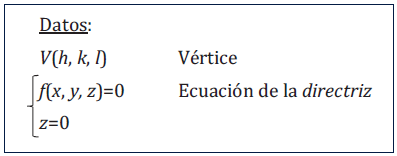 Datos:
V(h, k, l) Vértice
f(x, y, z)=0 Ecuación de la directriz
z=0